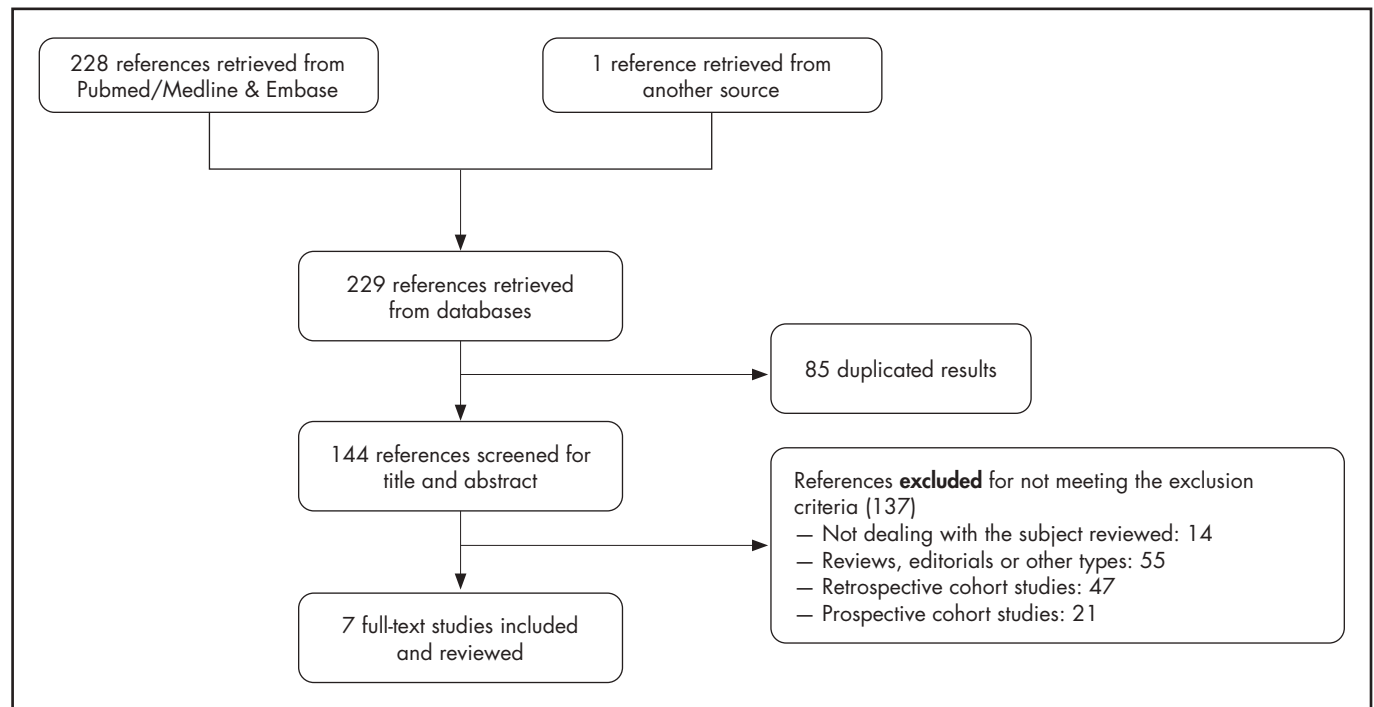 228 references retrieved from
Pubmed/Medline & Embase
1 reference retrieved from
another source
229 references retrieved
from databases
85 duplicated results
144 references screened for
title and abstract
References excluded for not meeting the exclusion
criteria (137)
— Not dealing with the subject reviewed: 14
— Reviews, editorials or other types: 55
— Retrospective cohort studies: 47
— Prospective cohort studies: 21
7 full-text studies included
and reviewed